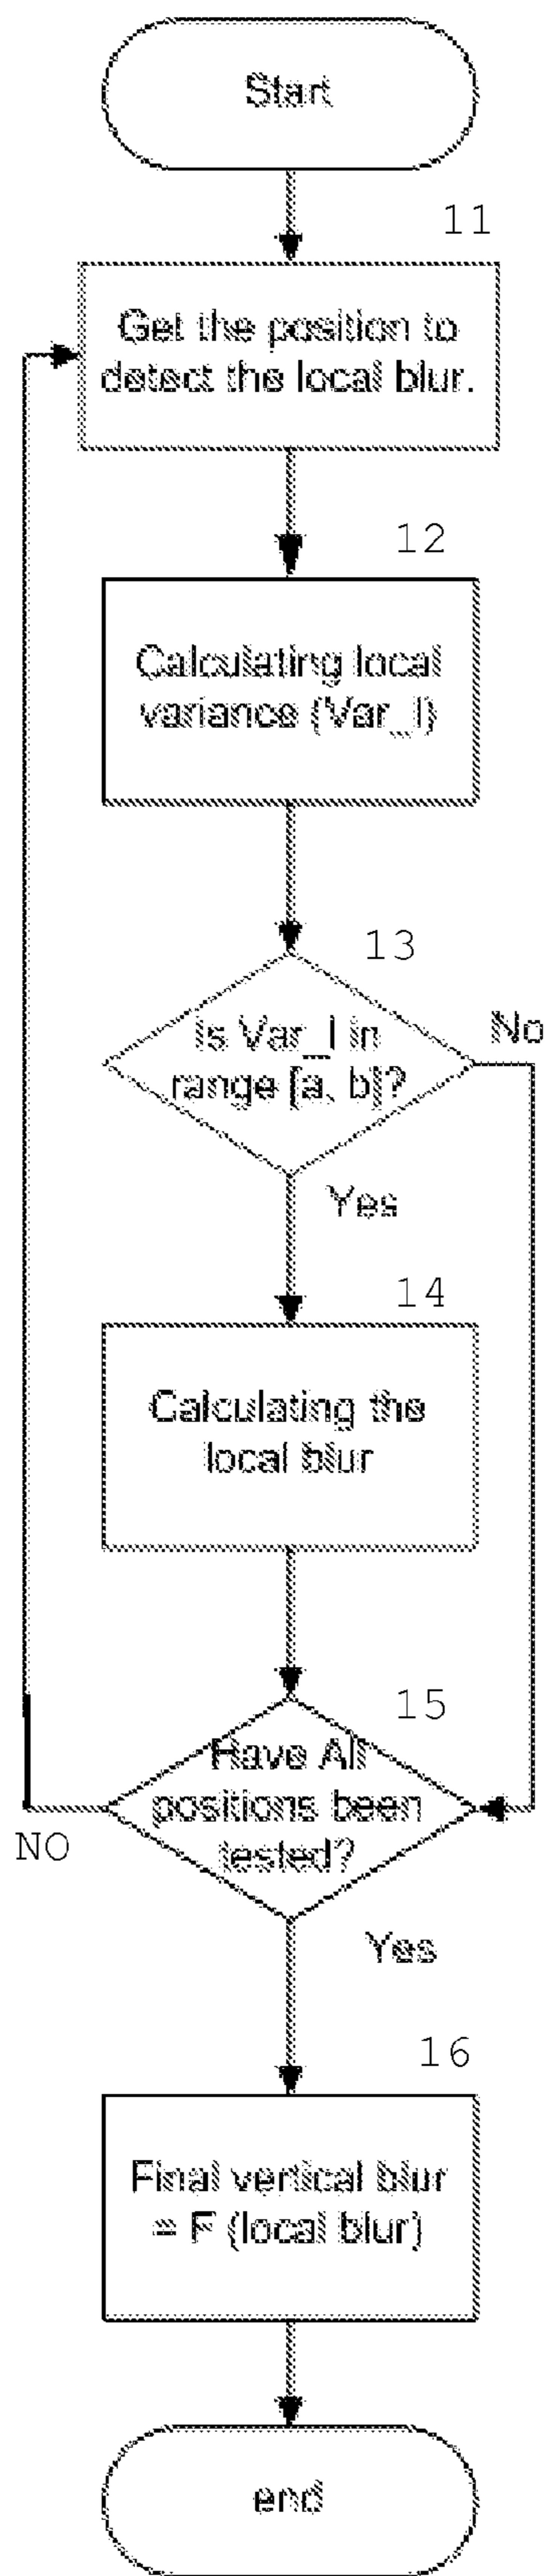 Start
11
Get the position to
detect the local blur.
12
Calculating local
variance (Var_l)
13
Is Var_l in
range [a, b]?
No
Yes
14
Calculating the
local blur
15
Have All
positions been
tested?
NO
Yes
16
Final vertical blur
= F (local blur)
end